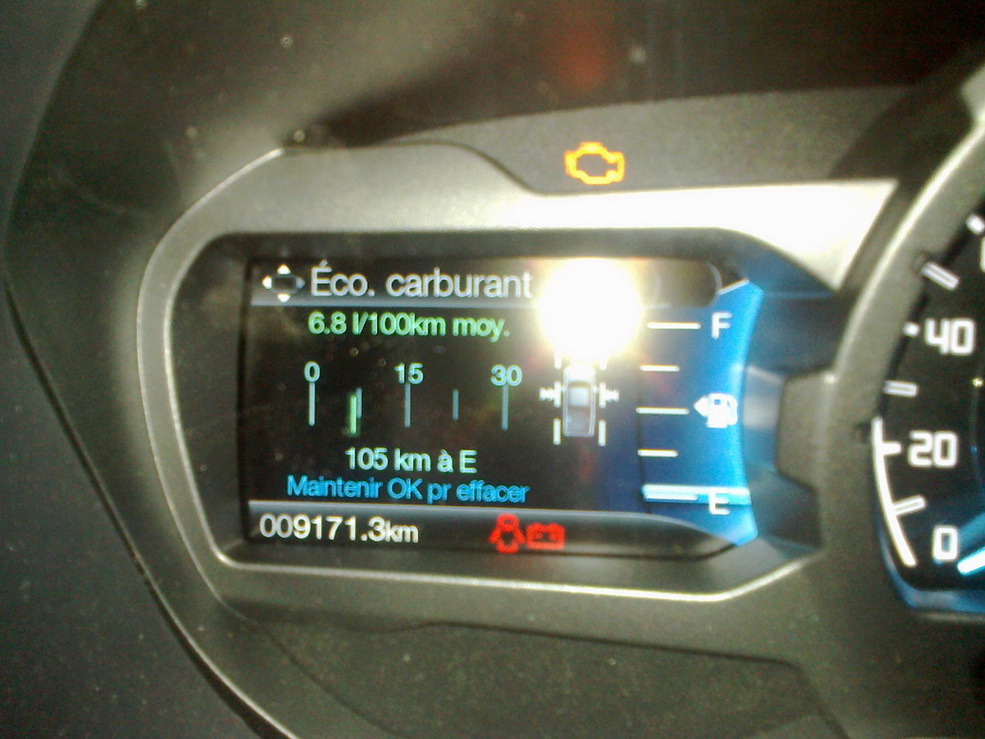 Éco. carburant
6.8 l/100km moy.
0 15 30
105 km à E
Maintenir OK pr effacer
009171.3km
F
E
40
20
0